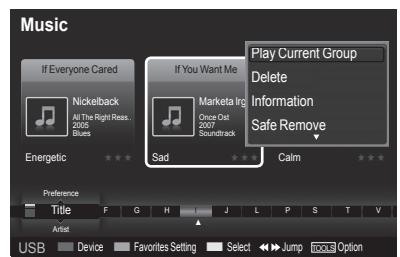 Music
If Everyone Cared
If You Want Me
Play Current Group
Delete
Information
Safe Remove
Nickelback
All The Right Reas..
2005
Blues
Marketa Irg
Once Ost
2007
Soundtrack
Energetic
Sad
Calm
Preference
Title F G H I J L P S T V
Artist
USB Device Favorites Setting Select Jump TOOLS Option